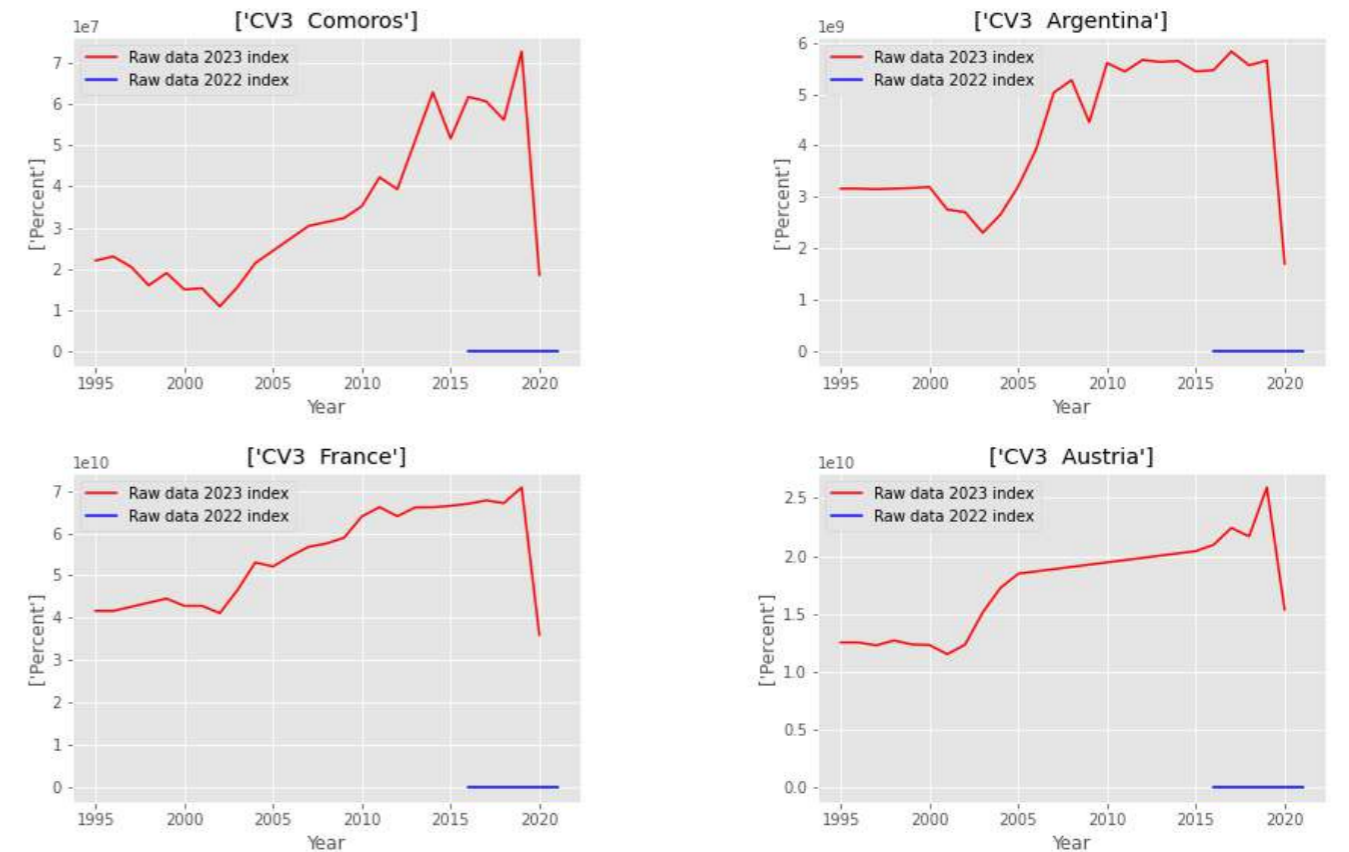 ['CV3  Comoros']
1e7
Raw data 2023 index
Raw data 2022 index
7
6
5
4
3
2
1
0
['Percent']
1995 2000 2005 2010 2015 2020
Year
['CV3  Argentina']
1e9
Raw data 2023 index
Raw data 2022 index
6
5
4
3
2
1
0
['Percent']
1995 2000 2005 2010 2015 2020
Year
['CV3  France']
1e10
Raw data 2023 index
Raw data 2022 index
7
6
5
4
3
2
1
0
['Percent']
1995 2000 2005 2010 2015 2020
Year
['CV3  Austria']
1e10
Raw data 2023 index
Raw data 2022 index
2.5
2.0
1.5
1.0
0.5
0.0
['Percent']
1995 2000 2005 2010 2015 2020
Year